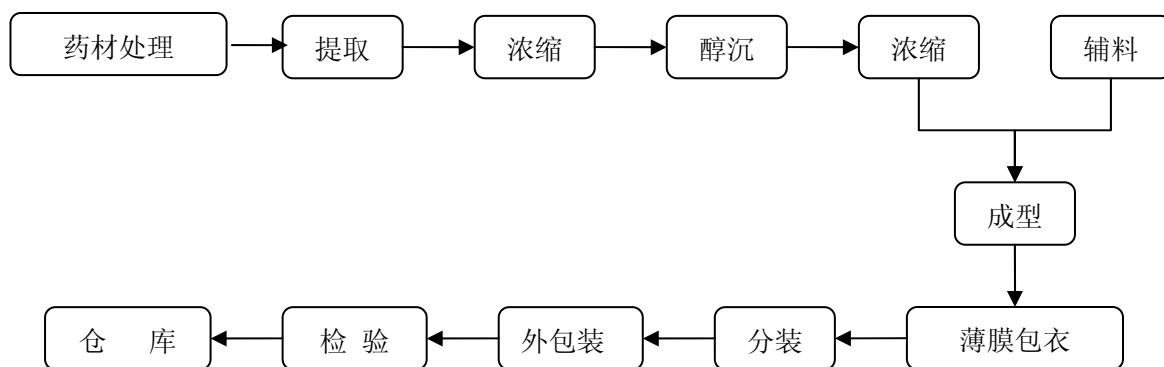 药材处理
提取
浓缩
醇沉
浓缩
辅料
成型
薄膜包衣
分装
外包装
检 验
仓 库